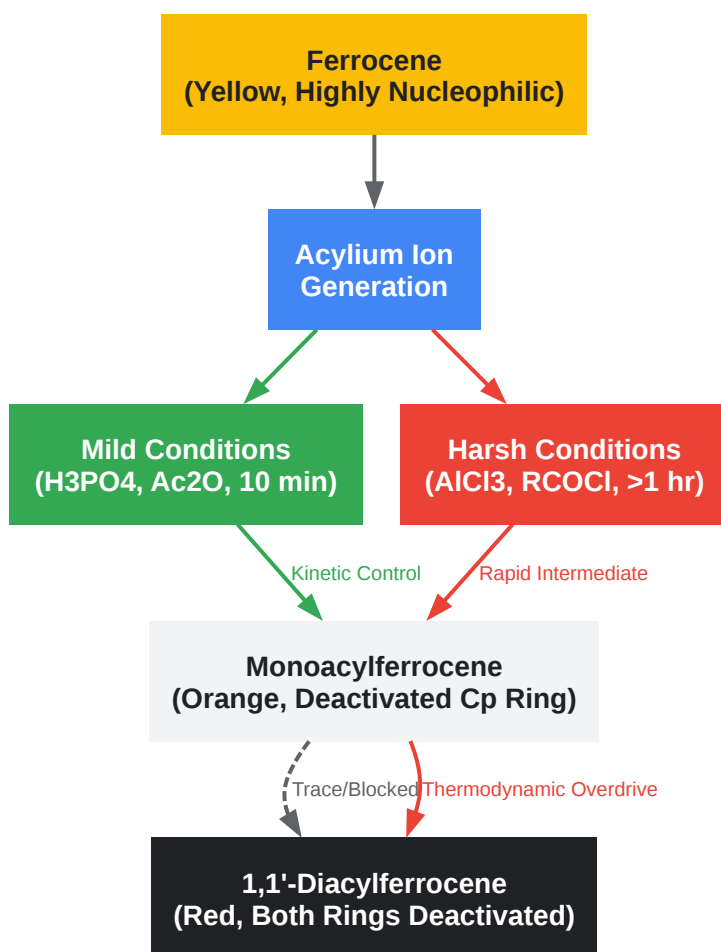 Ferrocene
(Yellow, Highly Nucleophilic)
Acylium Ion
Generation
Mild Conditions
(H3PO4, Ac2O, 10 min)
Harsh Conditions
(AlCl3, RCOCl, >1 hr)
Kinetic Control
Rapid Intermediate
Monoacylferrocene
(Orange, Deactivated Cp Ring)
Trace/Blocked
Thermodynamic Overdrive
1,1'-Diacylferrocene
(Red, Both Rings Deactivated)